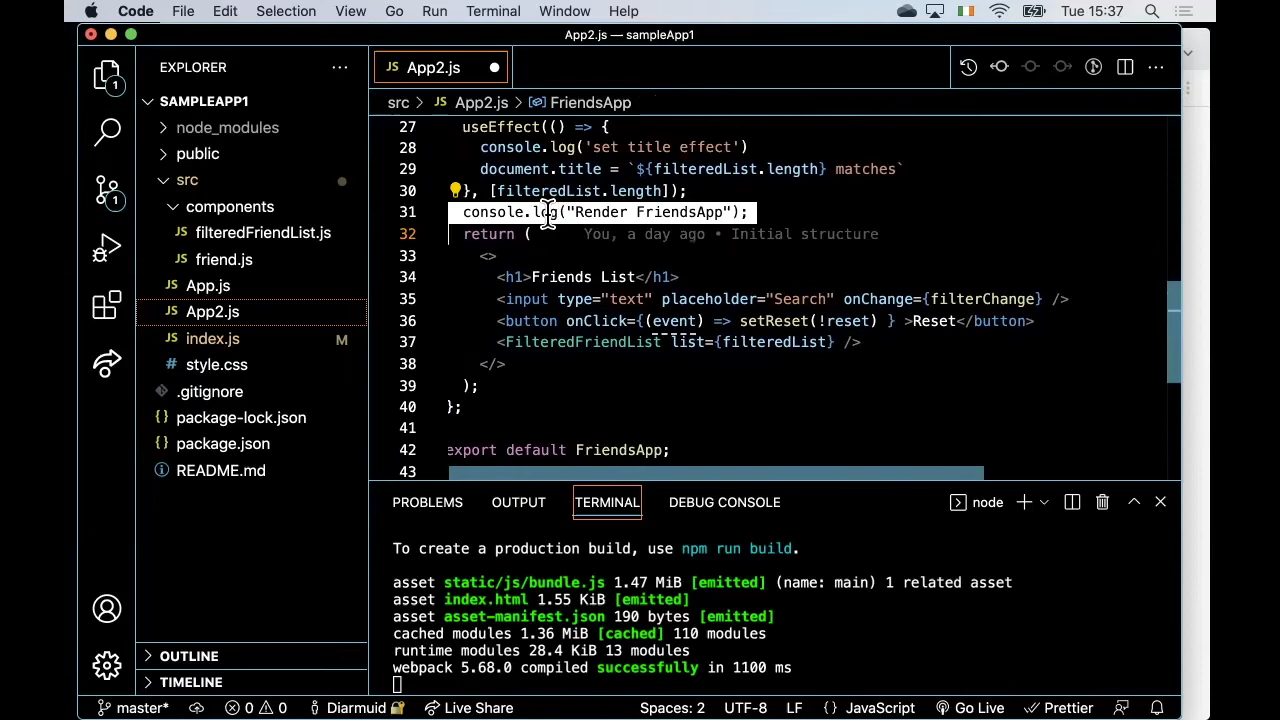 Code File Edit Selection View Go Run Terminal Window Help Tue 15:37
App2.js — sampleApp1
EXPLORER
SAMPLEAPP1
node_modules
public
src
components
JS filteredFriendList.js
JS friend.js
JS App.js
JS App2.js
JS index.js M
# style.css
.gitignore
{} package-lock.json
{} package.json
README.md
OUTLINE
TIMELINE
1
1
JS App2.js
src > JS App2.js > FriendsApp
27 useEffect(() => {
28 console.log('set title effect')
29 document.title = `${filteredList.length} matches`
30 }, [filteredList.length]);
31 console.log("Render FriendsApp");
32 return ( You, a day ago • Initial structure
33 <>
34 <h1>Friends List</h1>
35 <input type="text" placeholder="Search" onChange={filterChange} />
36 <button onClick={(event) => setReset(!reset) } >Reset</button>
37 <FilteredFriendList list={filteredList} />
38 </>
39 );
40 };
41
42 export default FriendsApp;
43
PROBLEMS OUTPUT TERMINAL DEBUG CONSOLE node
To create a production build, use npm run build.
asset static/js/bundle.js 1.47 MiB [emitted] (name: main) 1 related asset
asset index.html 1.55 KiB [emitted]
asset asset-manifest.json 190 bytes [emitted]
cached modules 1.36 MiB [cached] 110 modules
runtime modules 28.4 KiB 13 modules
webpack 5.68.0 compiled successfully in 1100 ms
master* 0 0 Diarmuid Live Share Spaces: 2 UTF-8 LF {} JavaScript Go Live Prettier